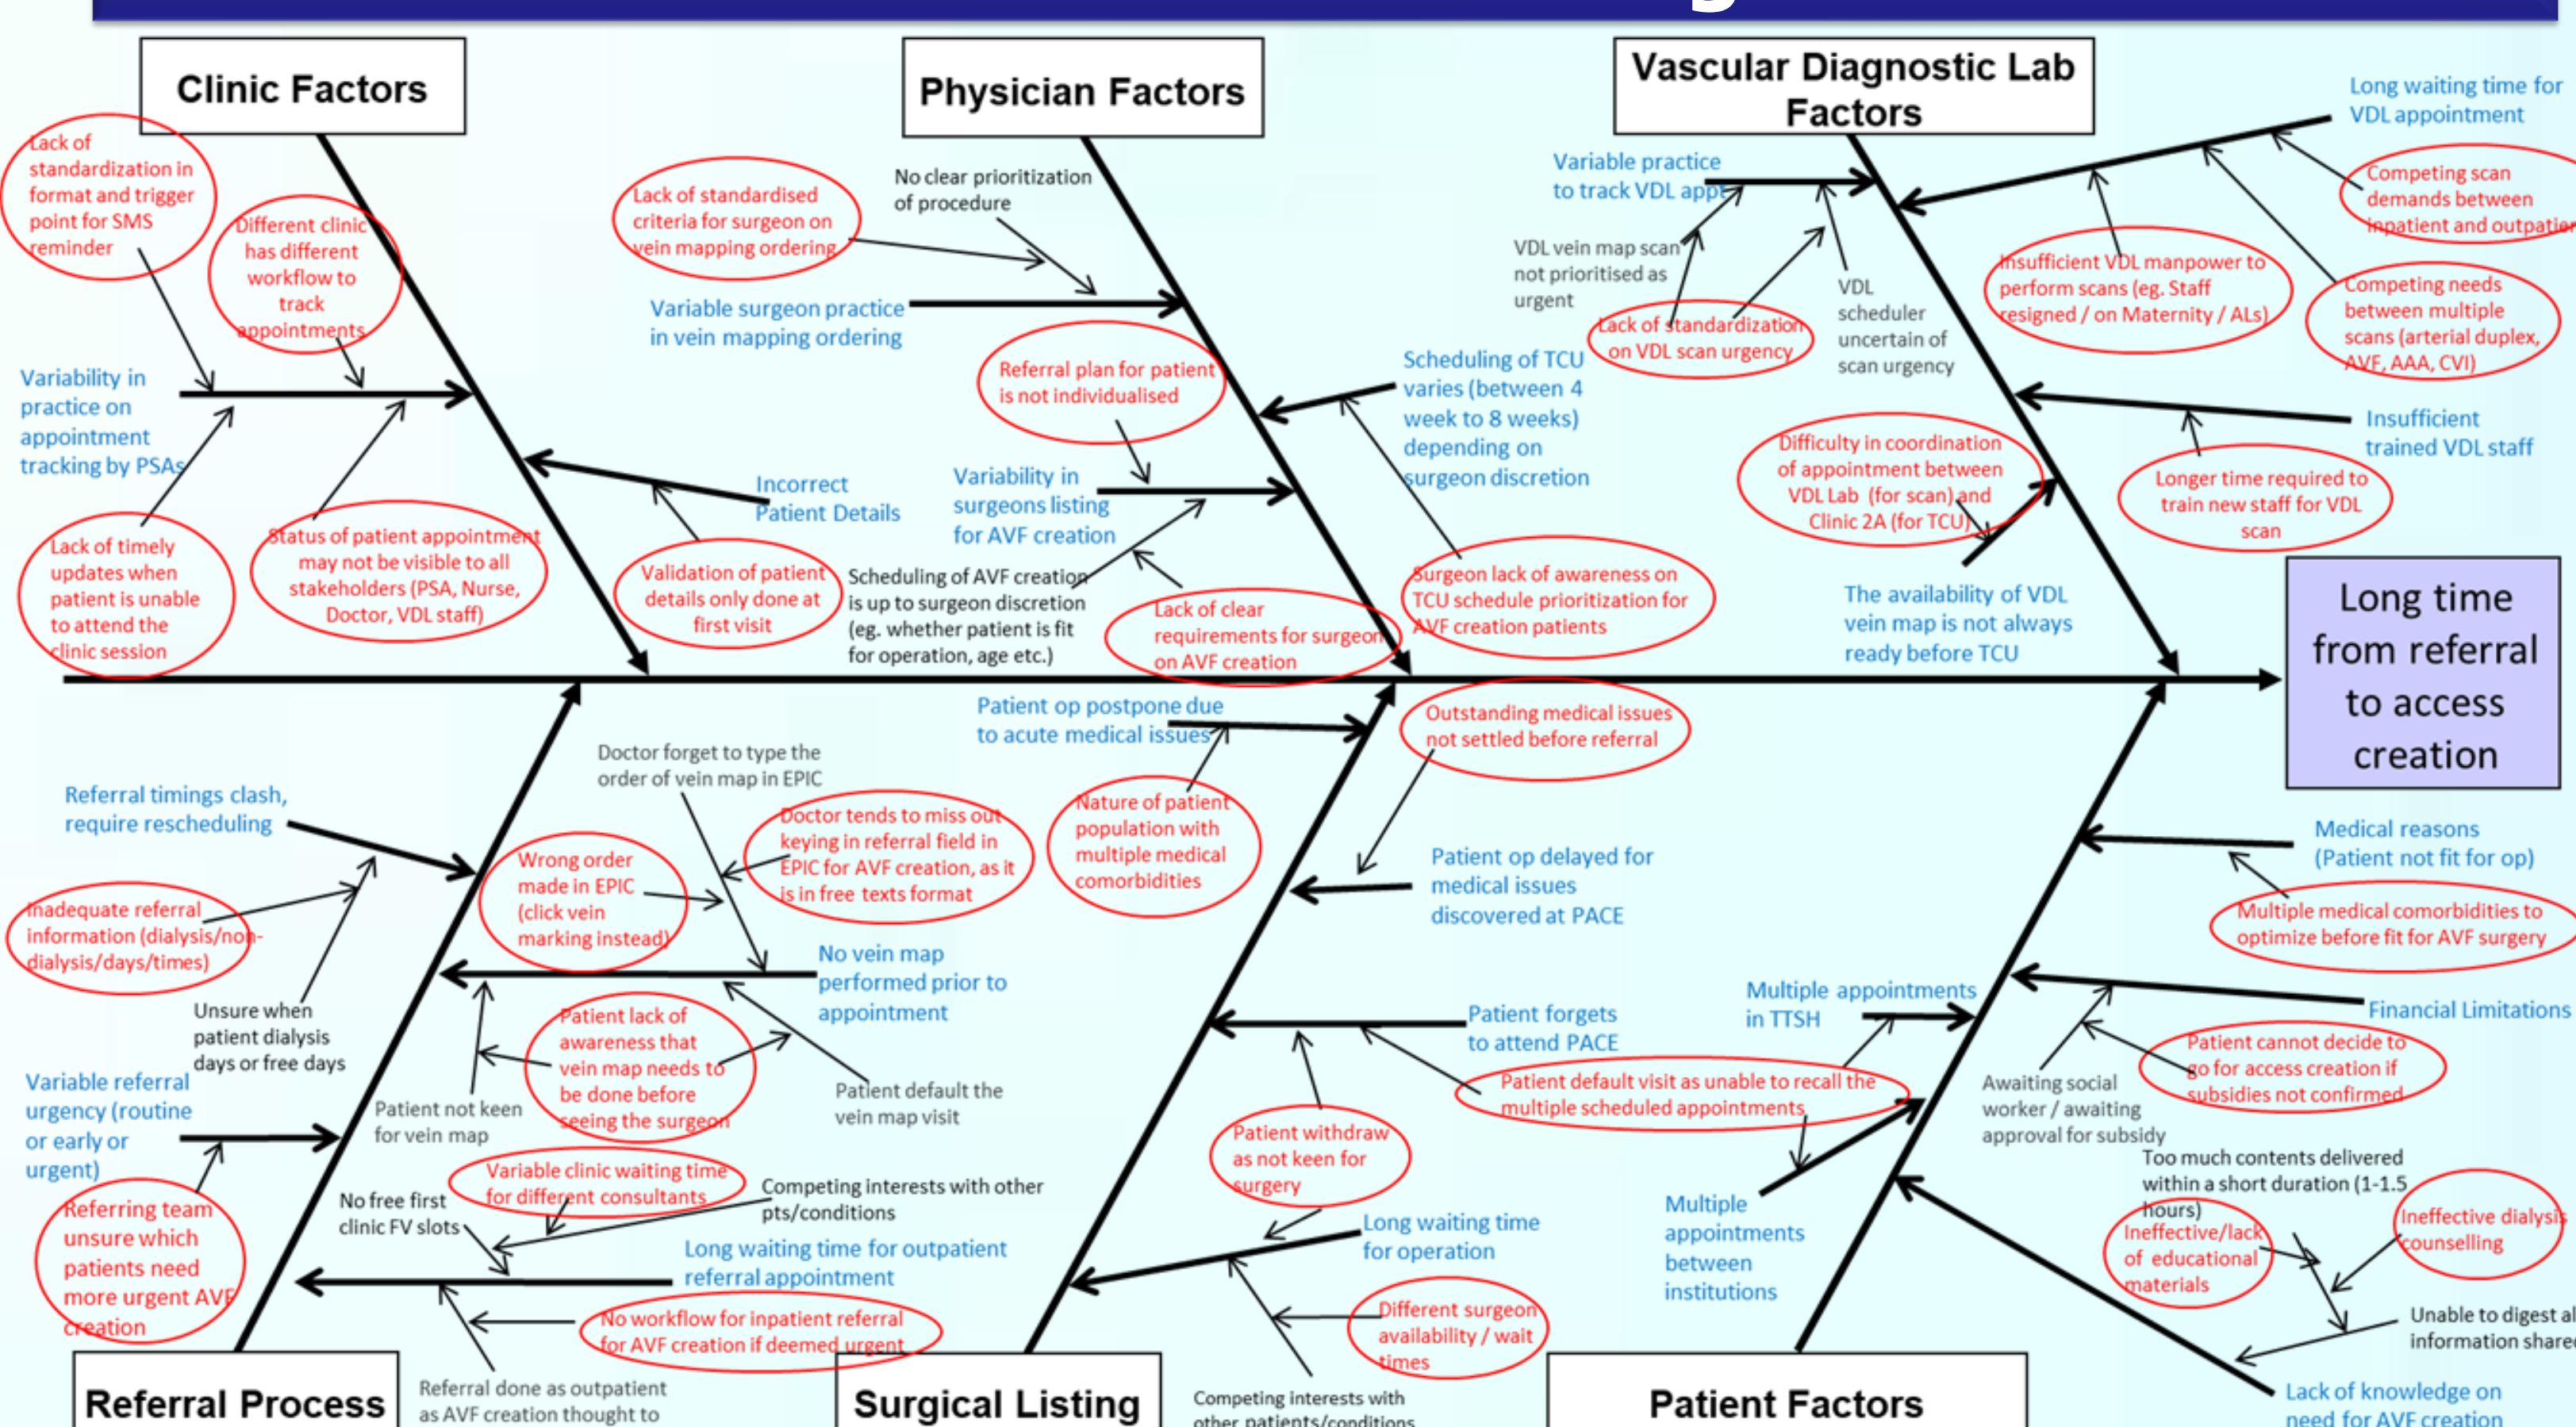 Clinic Factors
Physician Factors
Vascular Diagnostic Lab
Factors
Lack of
standardization in
format and trigger
point for SMS
reminder
Different clinic
has different
workflow to
track
appointments
Variability in
practice on
appointment
tracking by PSAs
Lack of timely
updates when
patient is unable
to attend the
clinic session
Status of patient appointment
may not be visible to all
stakeholders (PSA, Nurse,
Doctor, VDL staff)
Incorrect
Patient Details
Validation of patient
details only done at
first visit
Lack of standardised
criteria for surgeon on
vein mapping ordering
No clear prioritization
of procedure
Variable surgeon practice
in vein mapping ordering
Referral plan for patient
is not individualised
Variability in
surgeons listing
for AVF creation
Scheduling of AVF creation
is up to surgeon discretion
(eg. whether patient is fit
for operation, age etc.)
Lack of clear
requirements for surgeon
on AVF creation
Scheduling of TCU
varies (between 4
week to 8 weeks)
depending on
surgeon discretion
Surgeon lack of awareness on
TCU schedule prioritization for
AVF creation patients
Variable practice
to track VDL appt
VDL vein map scan
not prioritised as
urgent
Lack of standardization
on VDL scan urgency
VDL
scheduler
uncertain of
scan urgency
Long waiting time for
VDL appointment
Competing scan
demands between
inpatient and
Insufficient VDL manpower to
perform scans (eg. Staff
resigned / on Maternity / ALs)
Competing needs
between multiple
scans (arterial duplex,
AVF, AAA, CVI)
Insufficient
trained VDL staff
Longer time required to
train new staff for VDL
scan
Difficulty in coordination
of appointment between
VDL Lab (for scan) and
Clinic 2A (for TCU)
The availability of VDL
vein map is not always
ready before TCU
Long time
from referral
to access
creation
Referral timings clash,
require rescheduling
Inadequate referral
information (dialysis/non-
dialysis/days/times)
Unsure when
patient dialysis
days or free days
Variable referral
urgency (routine
or early or
urgent)
Referring team
unsure which
patients need
more urgent AVF
creation
Doctor forget to type the
order of vein map in EPIC
Doctor tends to miss out
keying in referral field in
EPIC for AVF creation, as it
is in free texts format
Wrong order
made in EPIC
(click vein
marking instead)
No vein map
performed prior to
appointment
Patient lack of
awareness that
vein map needs to
be done before
seeing the surgeon
Patient not keen
for vein map
Patient default the
vein map visit
Variable clinic waiting time
for different consultants
No free first
clinic FV slots
Competing interests with other
pts/conditions
Long waiting time for outpatient
referral appointment
No workflow for inpatient referral
for AVF creation if deemed urgent
Referral done as outpatient
as AVF creation thought to
Referral Process
Patient op postpone due
to acute medical issues
Nature of patient
population with
multiple medical
comorbidities
Outstanding medical issues
not settled before referral
Patient op delayed for
medical issues
discovered at PACE
Patient forgets
to attend PACE
Patient default visit as unable to recall the
multiple scheduled appointments
Patient withdraw
as not keen for
surgery
Long waiting time
for operation
Different surgeon
availability / wait
times
Competing interests with
other patients/conditions
Surgical Listing
Medical reasons
(Patient not fit for op)
Multiple medical comorbidities to
optimize before fit for AVF surgery
Multiple appointments
in TTSH
Financial Limitations
Patient cannot decide to
go for access creation if
subsidies not confirmed
Awaiting social
worker / awaiting
approval for subsidy
Multiple
appointments
between
institutions
Too much contents delivered
within a short duration (1-1.5
hours)
Ineffective/lack
of educational
materials
Ineffective dialysis
counselling
Unable to digest
information
Lack of knowledge on
need for AVF creation
Patient Factors